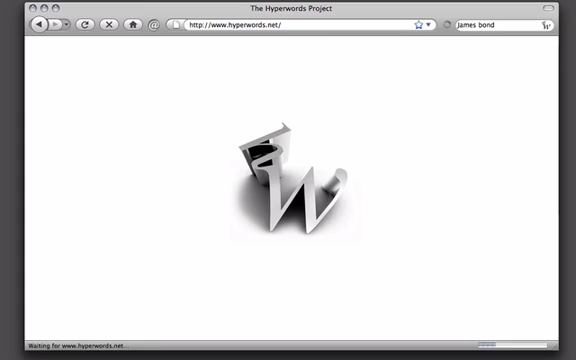 The Hyperwords Project
http://www.hyperwords.net/
James bond
W
Waiting for www.hyperwords.net...